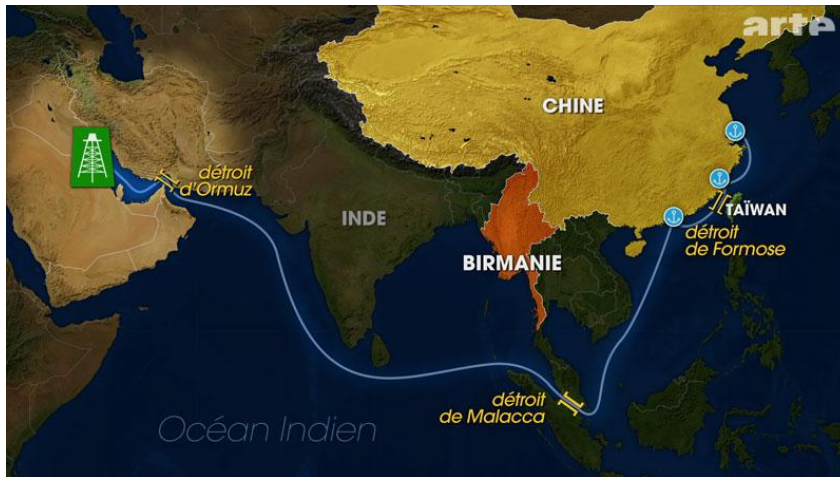 arte
CHINE
détroit
d'Ormuz
INDE
TAÏWAN
détroit
de Formose
BIRMANIE
détroit
de Malacca
Océan Indien